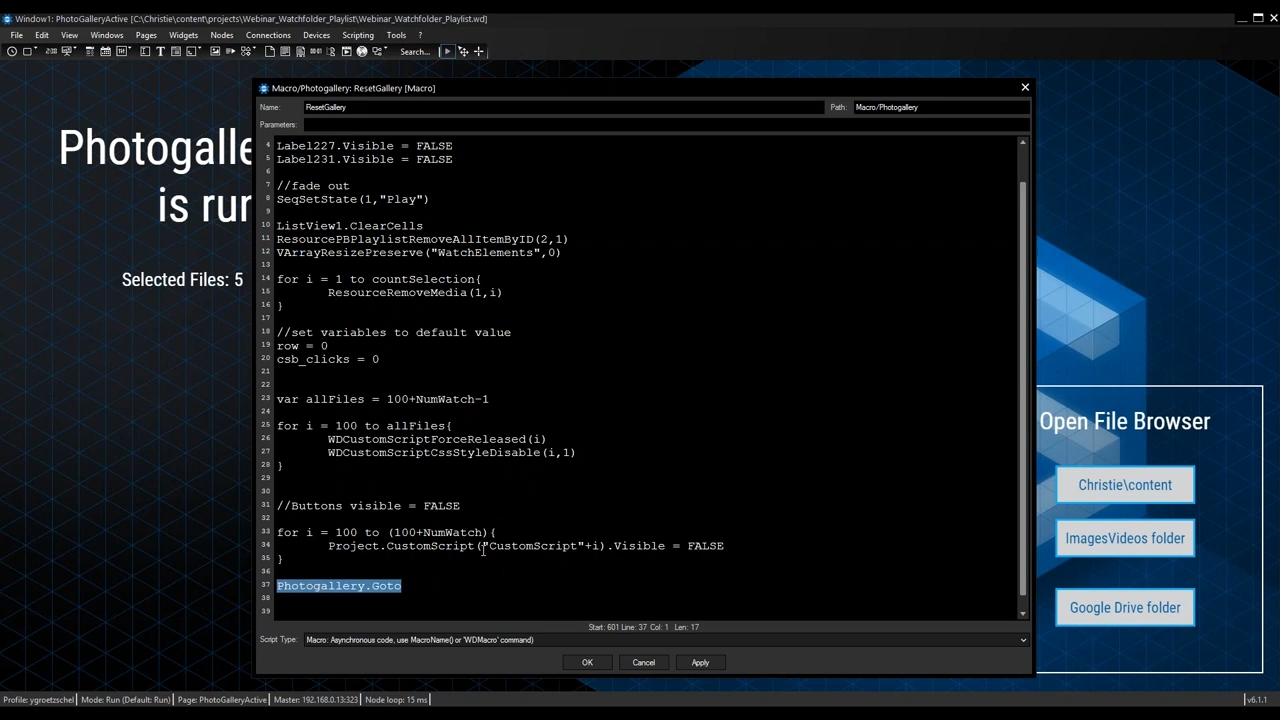 Window1: PhotoGalleryActive [C:\Christie\content\projects\Webinar_Watchfolder_Playlist\Webinar_Watchfolder_Playlist.wd]
File Edit View Windows Pages Widgets Nodes Connections Devices Scripting Tools ?
Search...
Macro/Photogallery: ResetGallery [Macro]
Name: ResetGallery Path: Macro/Photogallery
Parameters:
4 Label227.Visible = FALSE
5 Label231.Visible = FALSE
6
7 //fade out
8 SeqSetState(1,"Play")
9
10 ListView1.ClearCells
11 ResourcePBPlaylistRemoveAllItemByID(2,1)
12 VArrayResizePreserve("WatchElements",0)
13
14 for i = 1 to countSelection{
15 ResourceRemoveMedia(1,i)
16 }
17
18 //set variables to default value
19 row = 0
20 csb_clicks = 0
21
22
23 var allFiles = 100+NumWatch-1
24
25 for i = 100 to allFiles{
26 WDCustomScriptForceReleased(i)
27 WDCustomScriptCssStyleDisable(i,1)
28 }
29
30
31 //Buttons visible = FALSE
32
33 for i = 100 to (100+NumWatch){
34 Project.CustomScript("CustomScript"+i).Visible = FALSE
35 }
36
37 Photogallery.Goto
38
39
Start: 601 Line: 37 Col: 1 Len: 17
Script Type: Macro: Asynchronous code, use MacroName() or 'WDMacro' command)
OK Cancel Apply
Photogalle
is run
Selected Files: 5
Open File Browser
Christie\content
ImagesVideos folder
Google Drive folder
Profile: ygroetzschel Mode: Run (Default: Run) Page: PhotoGalleryActive Master: 192.168.0.13:323 Node loop: 15 ms v6.1.1